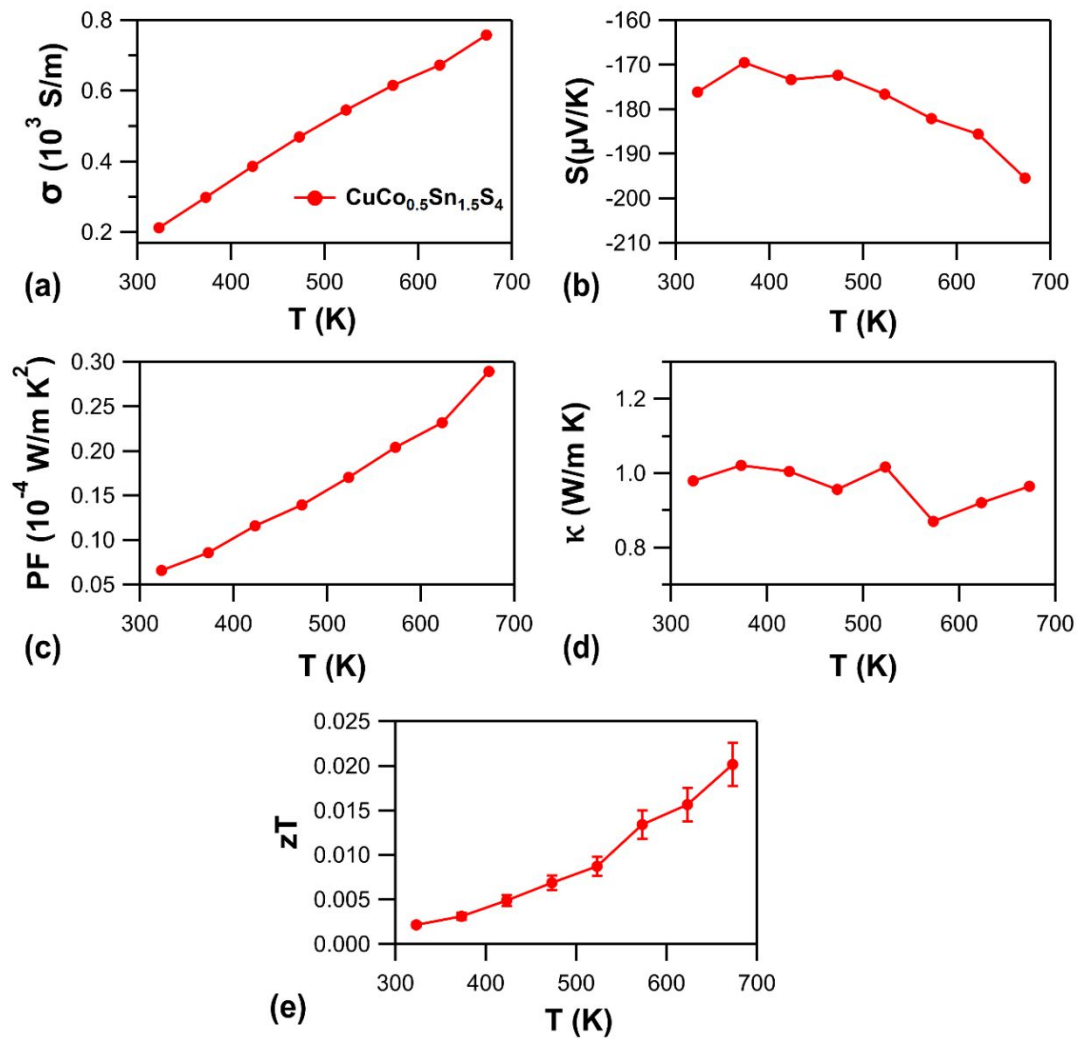 0.8
0.6
0.4
0.2
σ (10³ S/m)
CuCo₀.₅Sn₁.₅S₄
300 400 500 600 700
(a)
T (K)
-160
-170
-180
-190
-200
-210
S(µV/K)
300 400 500 600 700
(b)
T (K)
0.30
0.25
0.20
0.15
0.10
0.05
PF (10⁻⁴ W/m K²)
300 400 500 600 700
(c)
T (K)
1.2
1.0
0.8
κ (W/m K)
300 400 500 600 700
(d)
T (K)
0.025
0.020
0.015
0.010
0.005
0.000
zT
300 400 500 600 700
(e)
T (K)